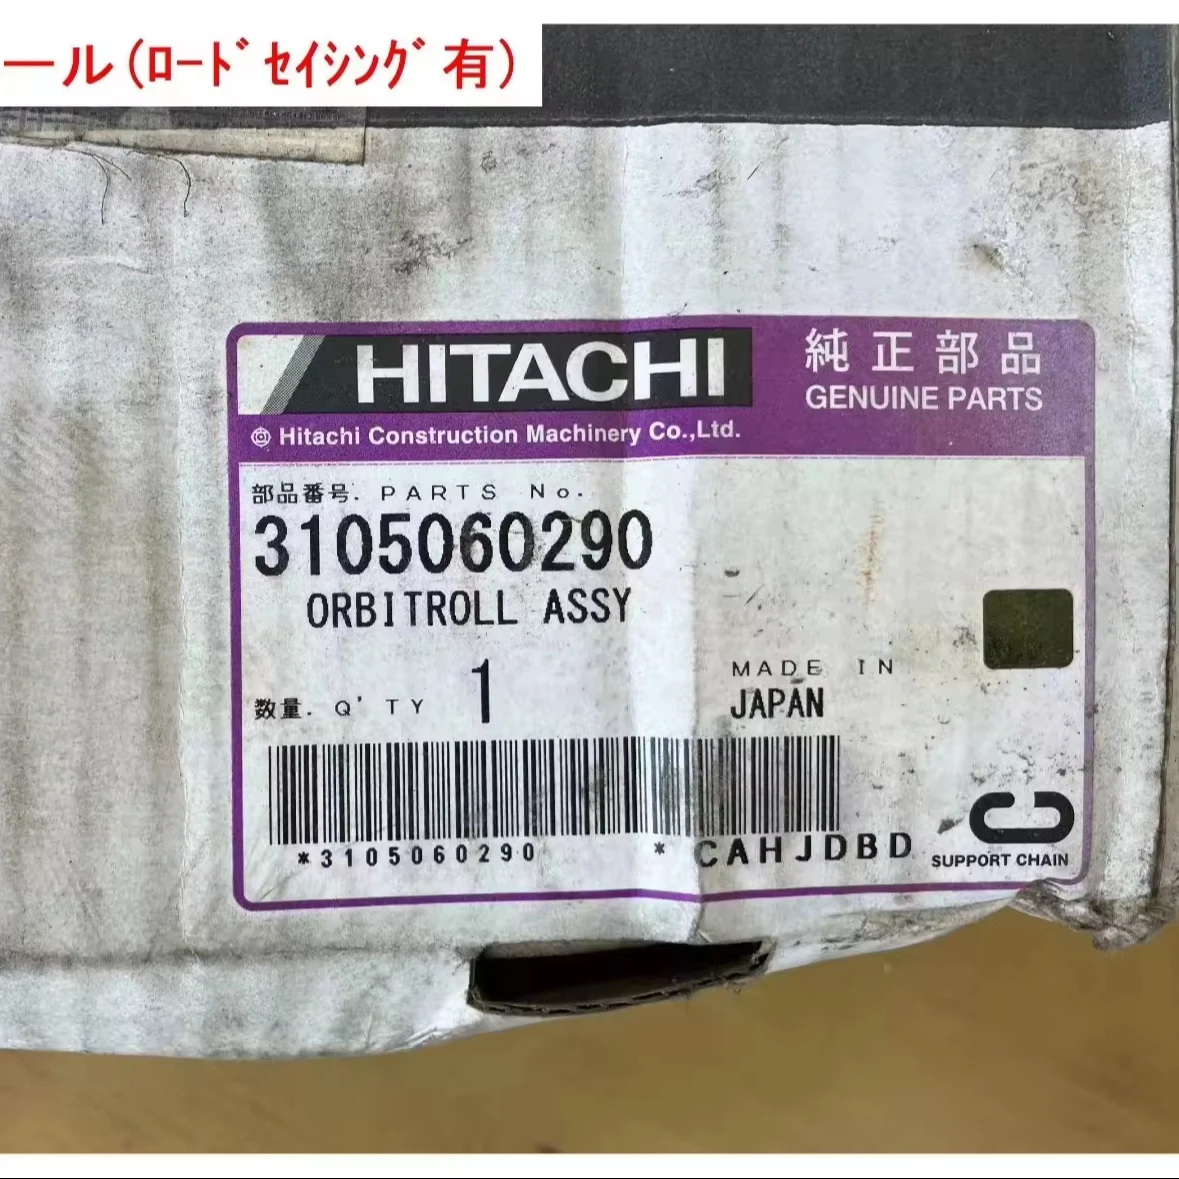 ール(ﾛｰﾄﾞｾｲｼﾝｸﾞ有)
HITACHI
純正部品
GENUINE PARTS
Hitachi Construction Machinery Co.,Ltd.
部品番号. PARTS No.
3105060290
ORBITROLL ASSY
数量. Q'TY 1
MADE IN
JAPAN
*3105060290 * CAHJDBD
SUPPORT CHAIN